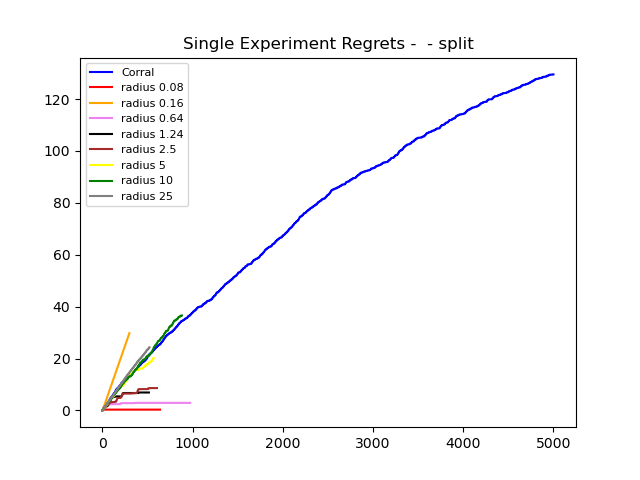 Single Experiment Regrets -  - split
Corral
radius 0.08
radius 0.16
radius 0.64
radius 1.24
radius 2.5
radius 5
radius 10
radius 25
120
100
80
60
40
20
0
0 1000 2000 3000 4000 5000